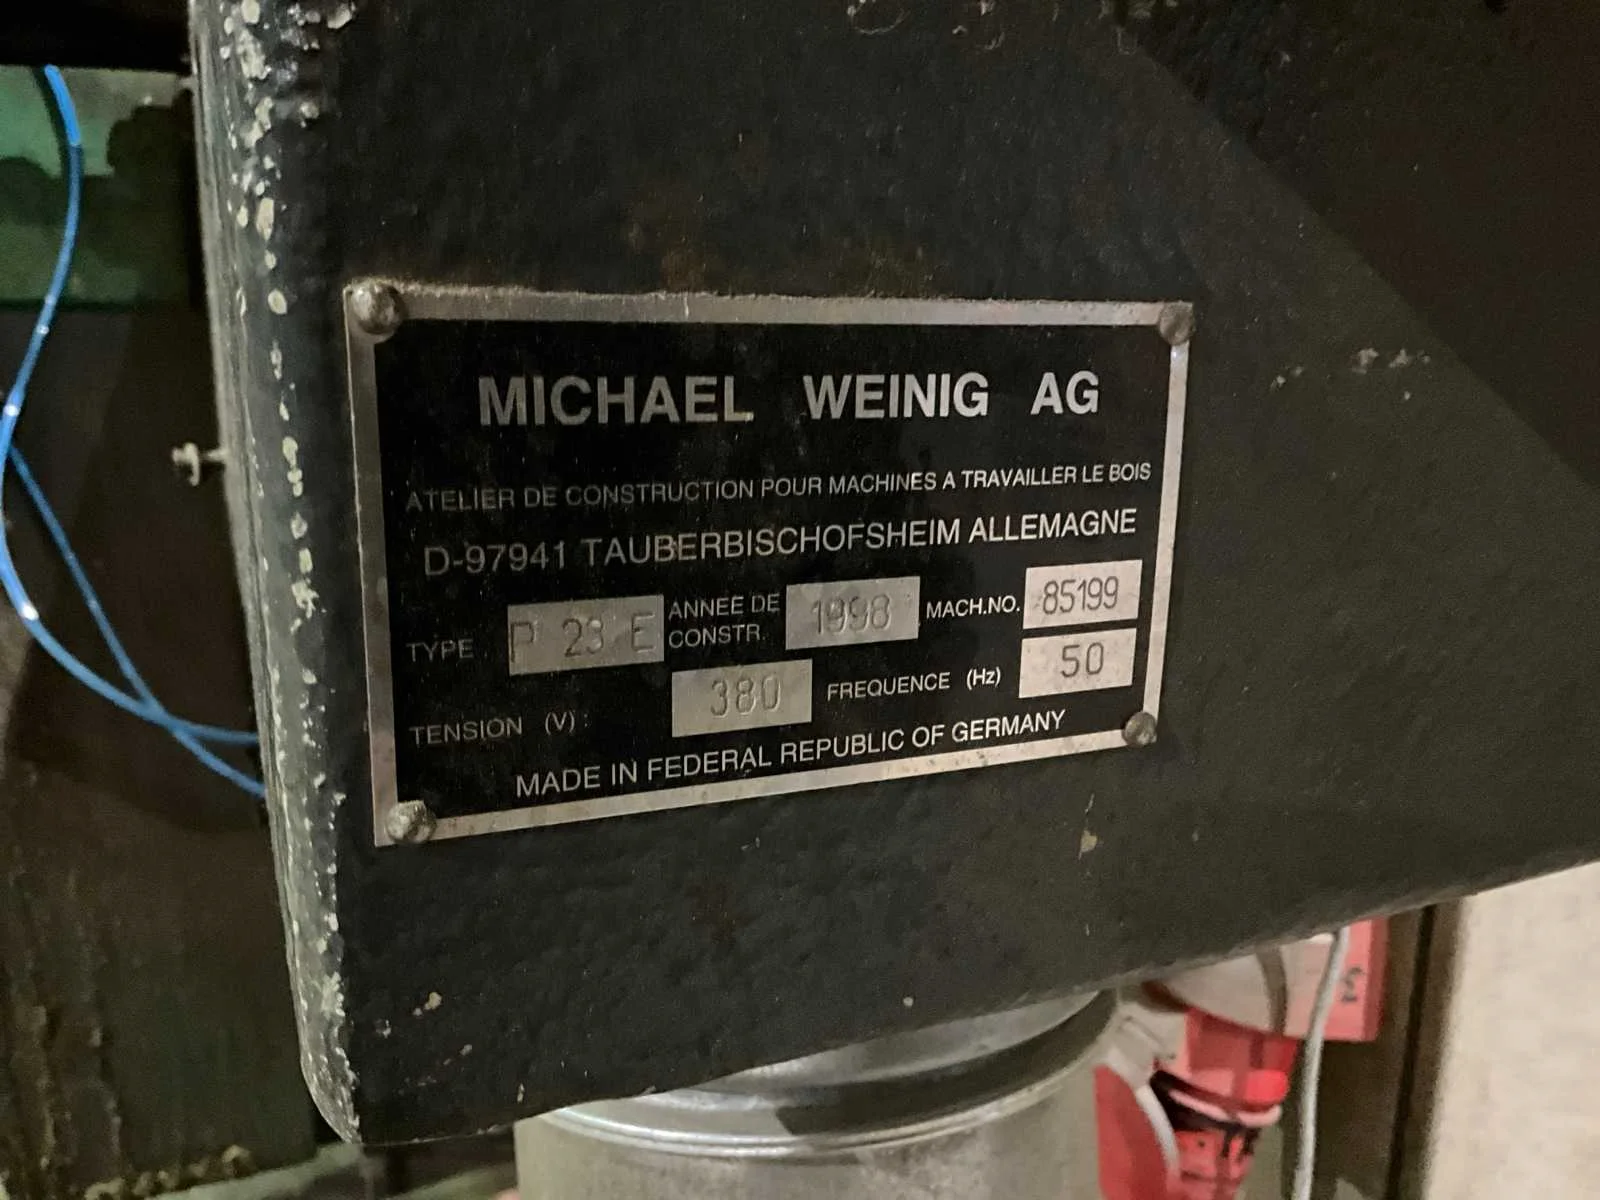 MICHAEL WEINIG AG
ATELIER DE CONSTRUCTION POUR MACHINES A TRAVAILLER LE BOIS
D-97941 TAUBERBISCHOFSHEIM ALLEMAGNE
TYPE P 23 E ANNEE DE CONSTR. 1998 MACH.NO. 85199
TENSION (V): 380 FREQUENCE (Hz) 50
MADE IN FEDERAL REPUBLIC OF GERMANY